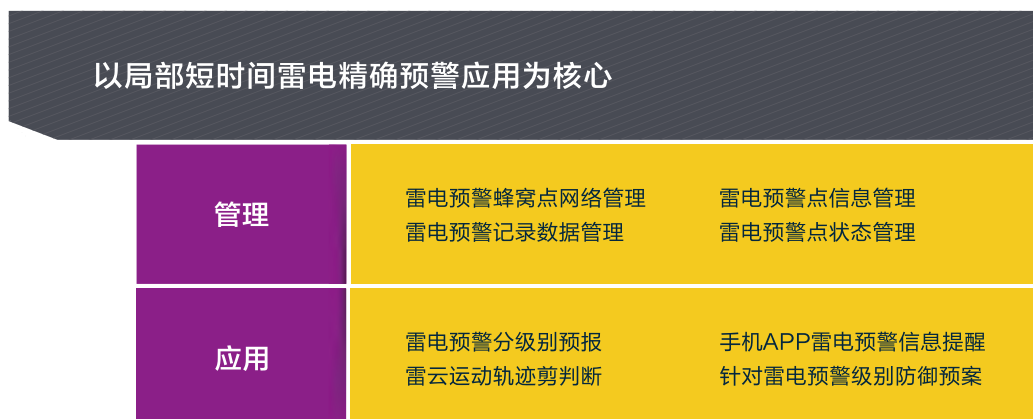 以局部短时间雷电精确预警应用为核心
管理
雷电预警蜂窝点网络管理 雷电预警点信息管理
雷电预警记录数据管理 雷电预警点状态管理
应用
雷电预警分级别预报 手机APP雷电预警信息提醒
雷云运动轨迹剪判断 针对雷电预警级别防御预案